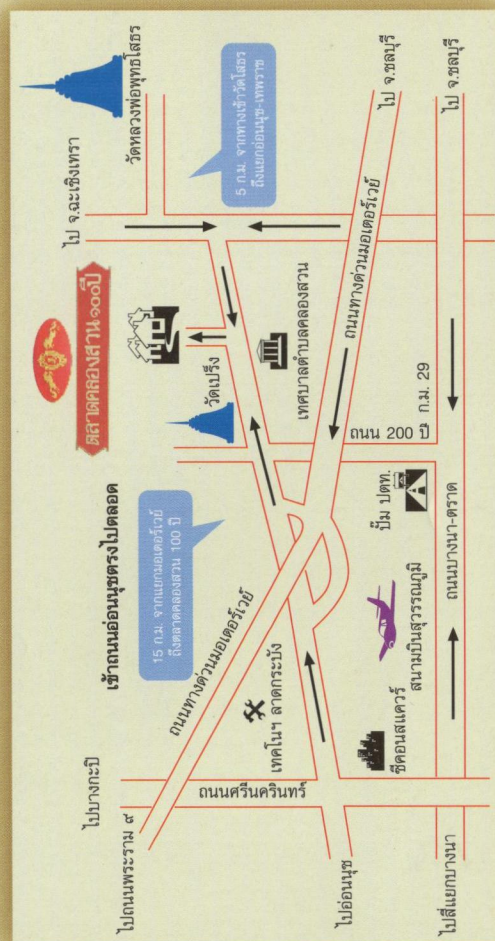 ตลาดคลองสวน ๑๐๐ปี
เข้าถนนอ่อนนุชตรงไปตลอด
ไปบางกะปิ
ไปถนนพระราม ๙
ถนนทางด่วนมอเตอร์เวย์
15 ก.ม. จากแยกมอเตอร์เวย์
ถึงตลาดคลองสวน 100 ปี
วัดเปร็ง
ไป จ.ฉะเชิงเทรา
วัดหลวงพ่อพุทธโสธร
5 ก.ม. จากทางเข้าวัดโสธร
ถึงแยกอ่อนนุช-เทพราช
เทศบาลตำบลคลองสวน
ถนนศรีนครินทร์
เทคโนฯ ลาดกระบัง
ถนนทางด่วนมอเตอร์เวย์
ไป จ.ชลบุรี
ไปอ่อนนุช
ซีคอนสแควร์
สนามบินสุวรรณภูมิ
ปั๊ม ปตท.
ถนน 200 ปี
ก.ม. 29
ไปสี่แยกบางนา
ถนนบางนา-ตราด
ไป จ.ชลบุรี